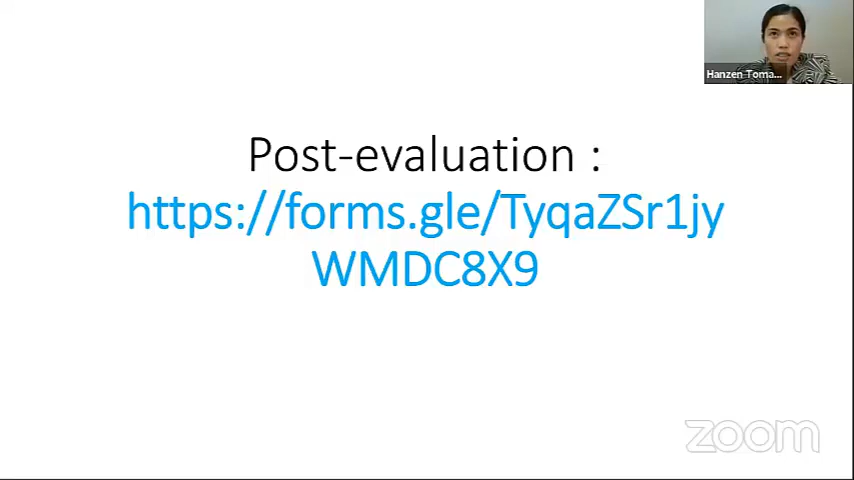 Hanzen Toma...
Post-evaluation :
https://forms.gle/TyqaZSr1jy
WMDC8X9
zoom